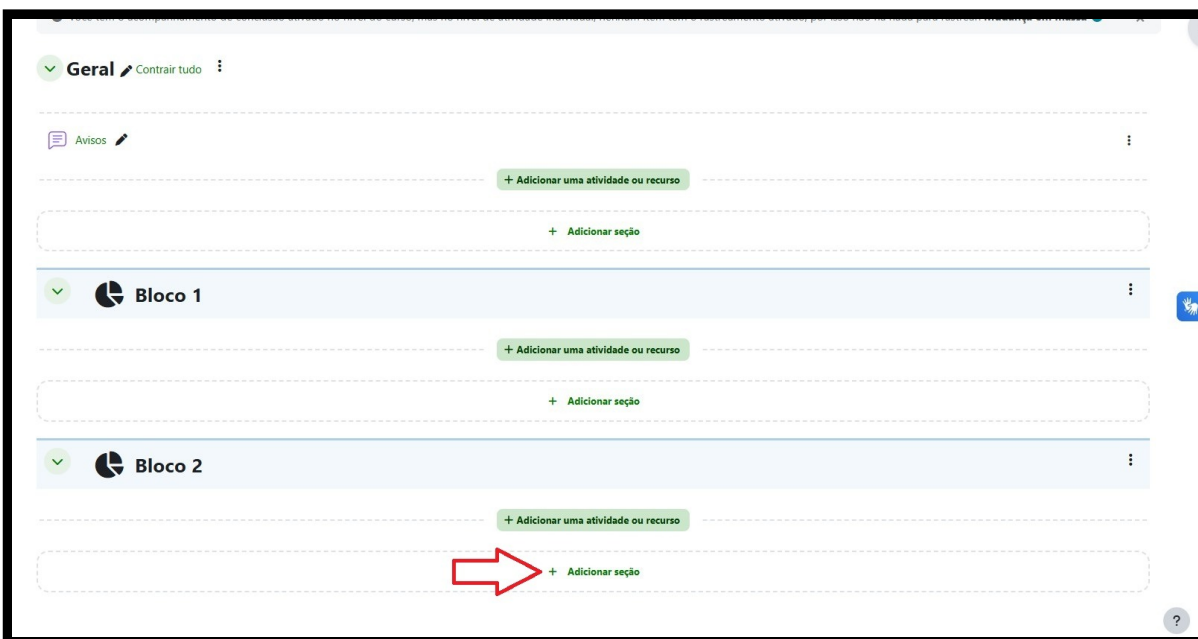 Geral Contrair tudo
Avisos
+ Adicionar uma atividade ou recurso
+ Adicionar seção
Bloco 1
+ Adicionar uma atividade ou recurso
+ Adicionar seção
Bloco 2
+ Adicionar uma atividade ou recurso
+ Adicionar seção
?